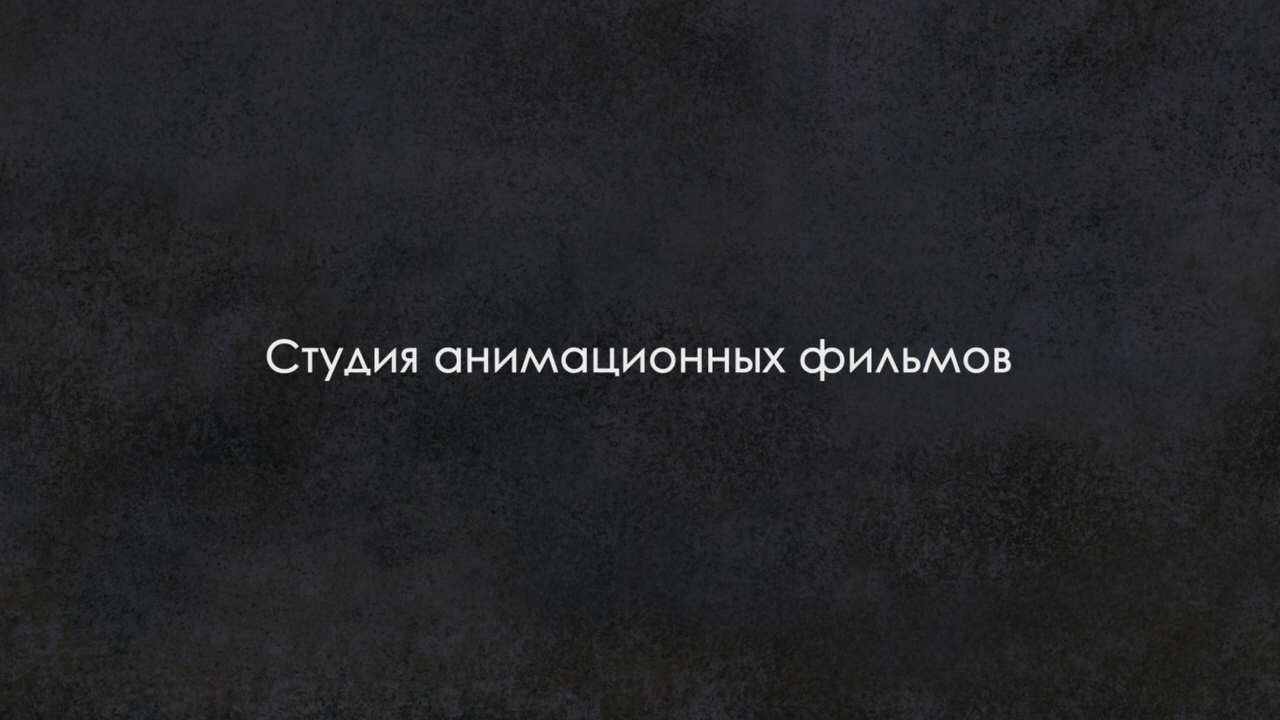 Студия анимационных фильмов